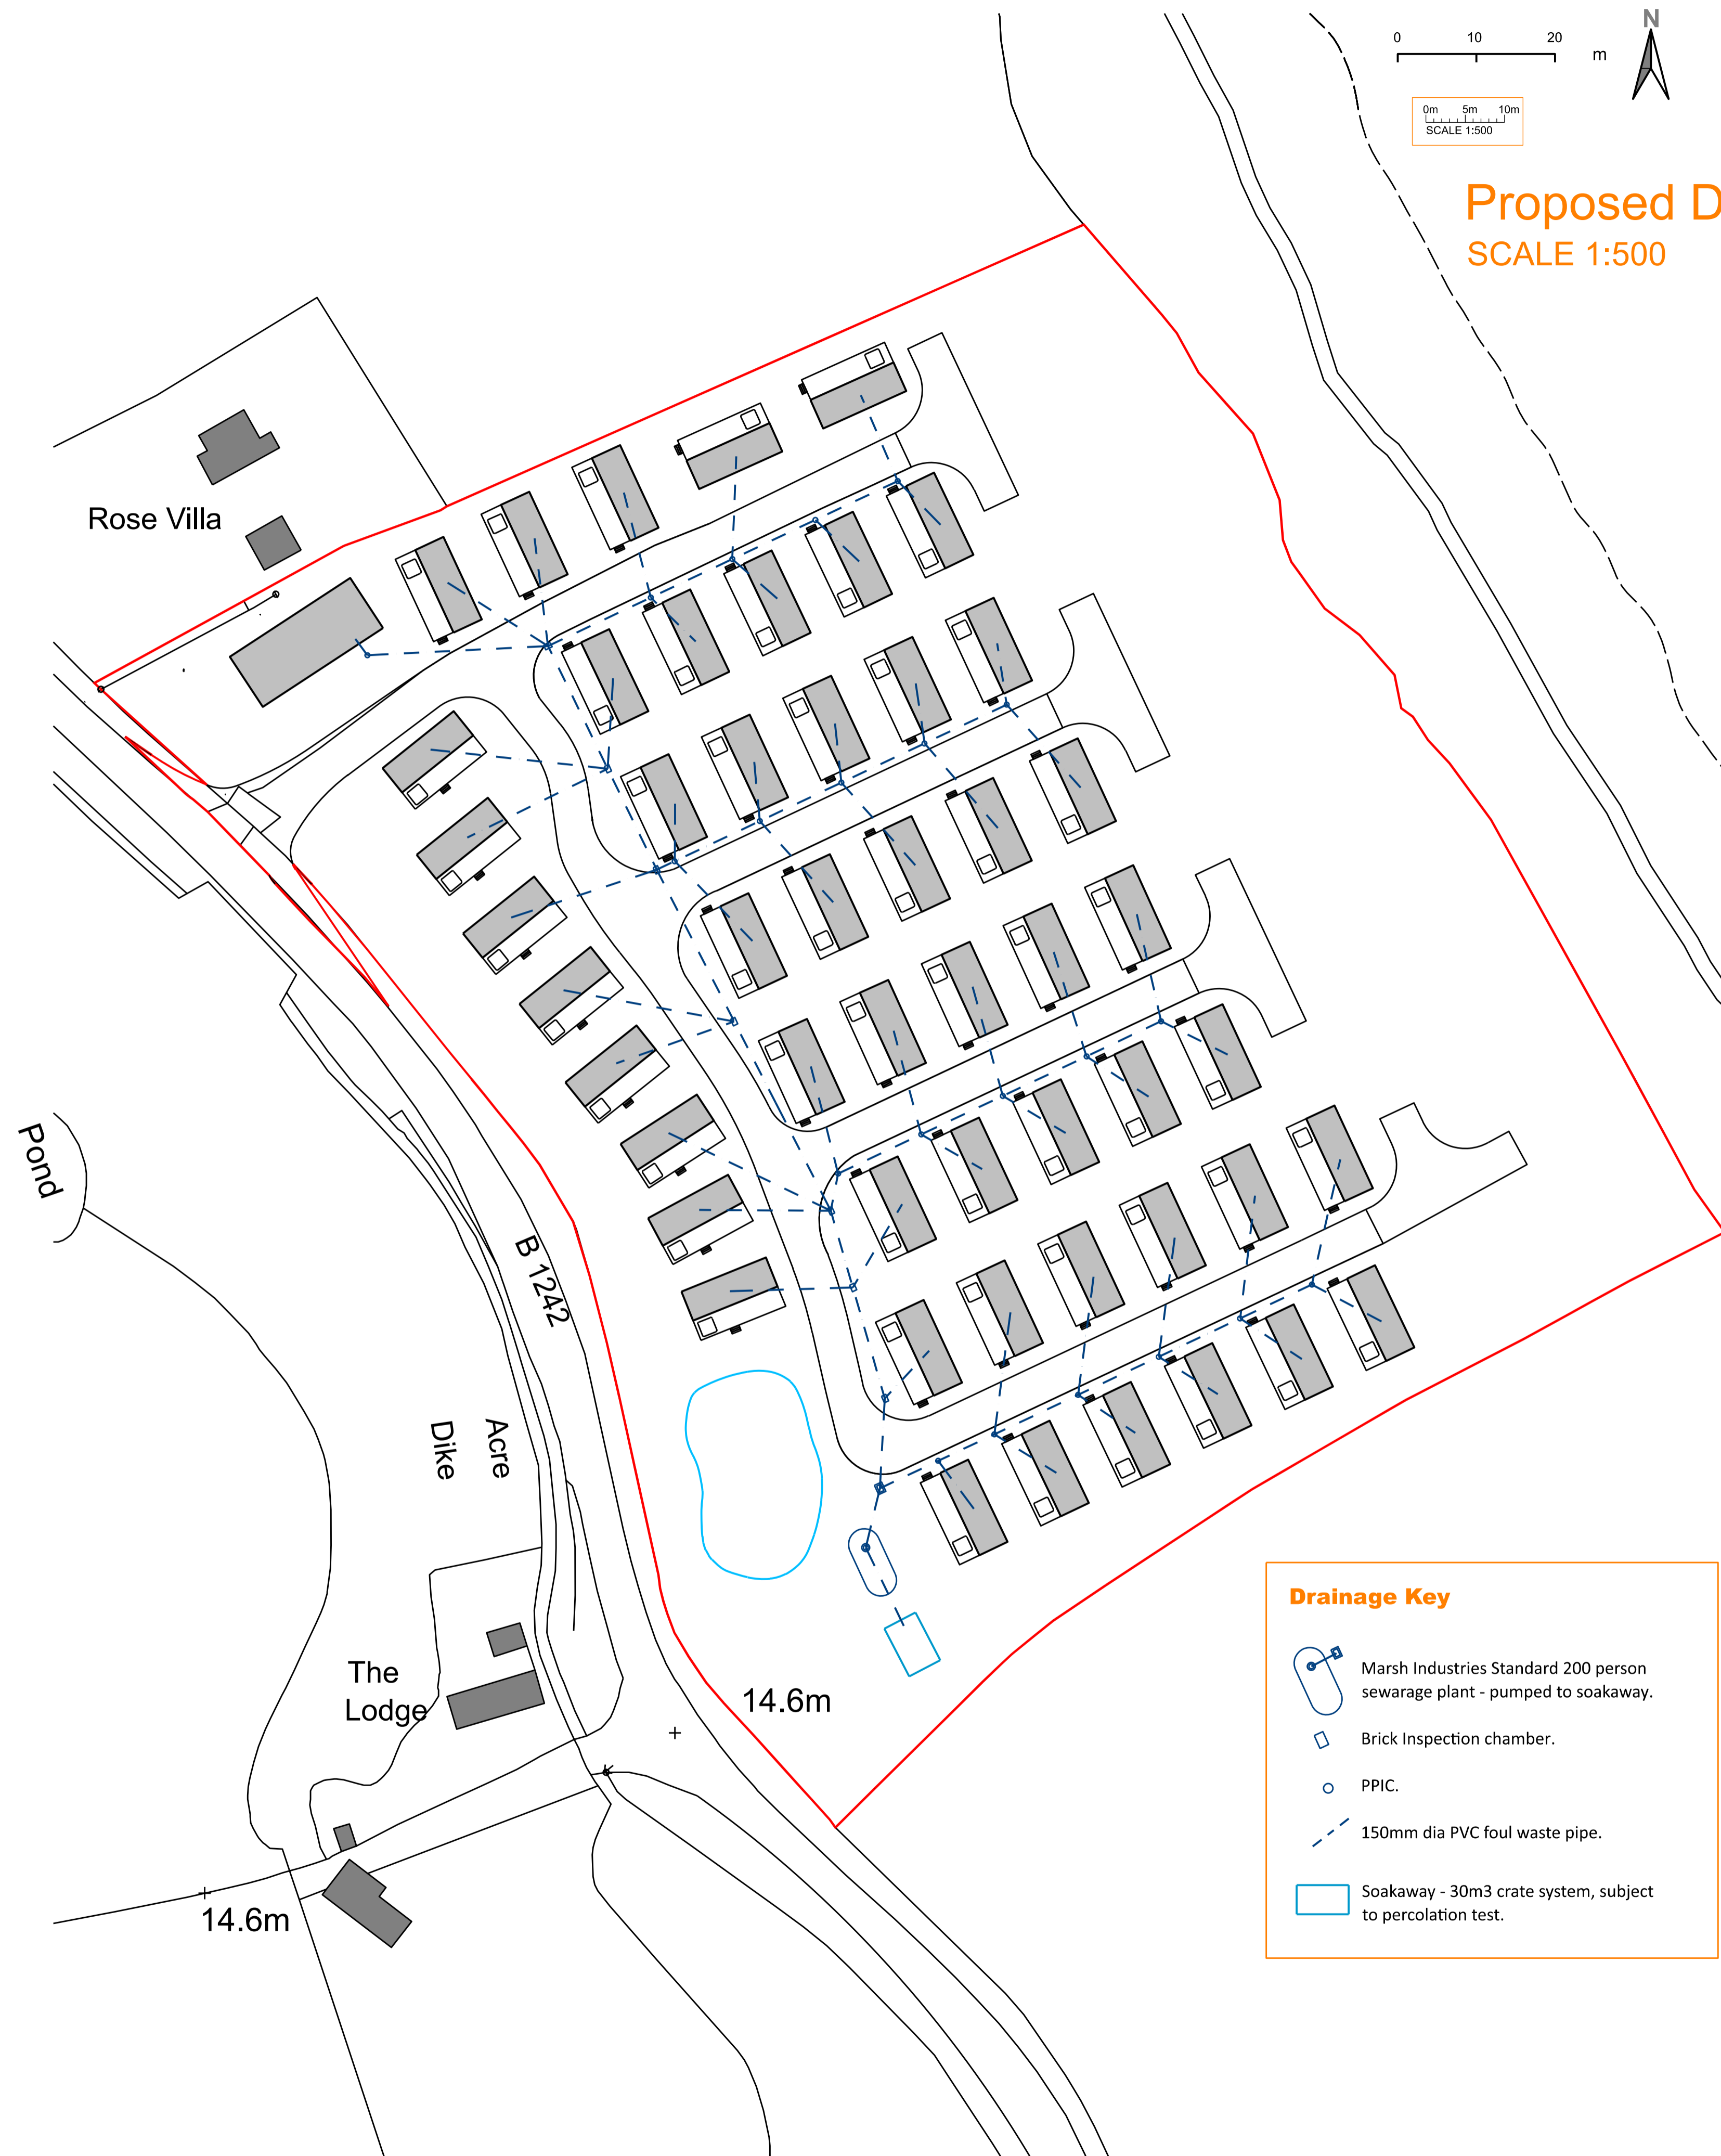 N
0 10 20
m
0m 5m 10m
SCALE 1:500
Proposed D
SCALE 1:500
Rose Villa
Pond
B 1242
Acre
Dike
The
Lodge
14.6m
14.6m
Drainage Key
Marsh Industries Standard 200 person
sewarage plant - pumped to soakaway.
Brick Inspection chamber.
PPIC.
150mm dia PVC foul waste pipe.
Soakaway - 30m3 crate system, subject
to percolation test.